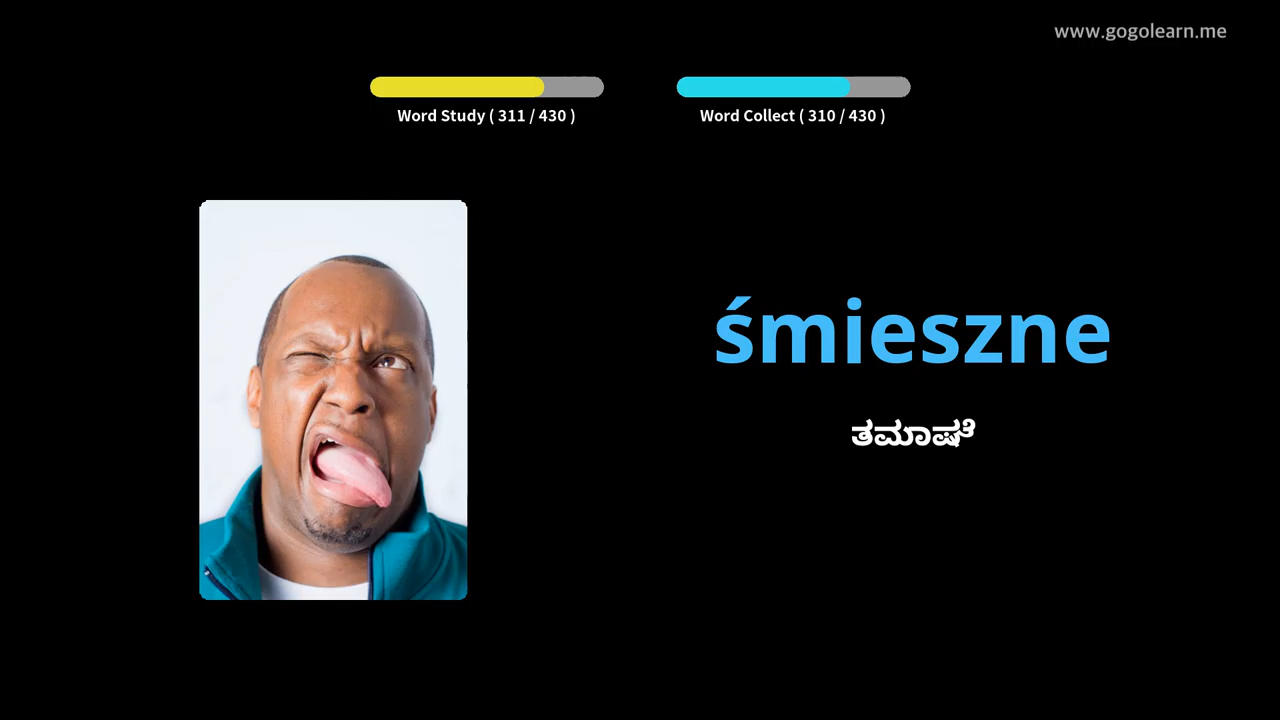 www.gogolearn.me
Word Study ( 311 / 430 )
Word Collect ( 310 / 430 )
śmieszne
ತಮಾಷೆ